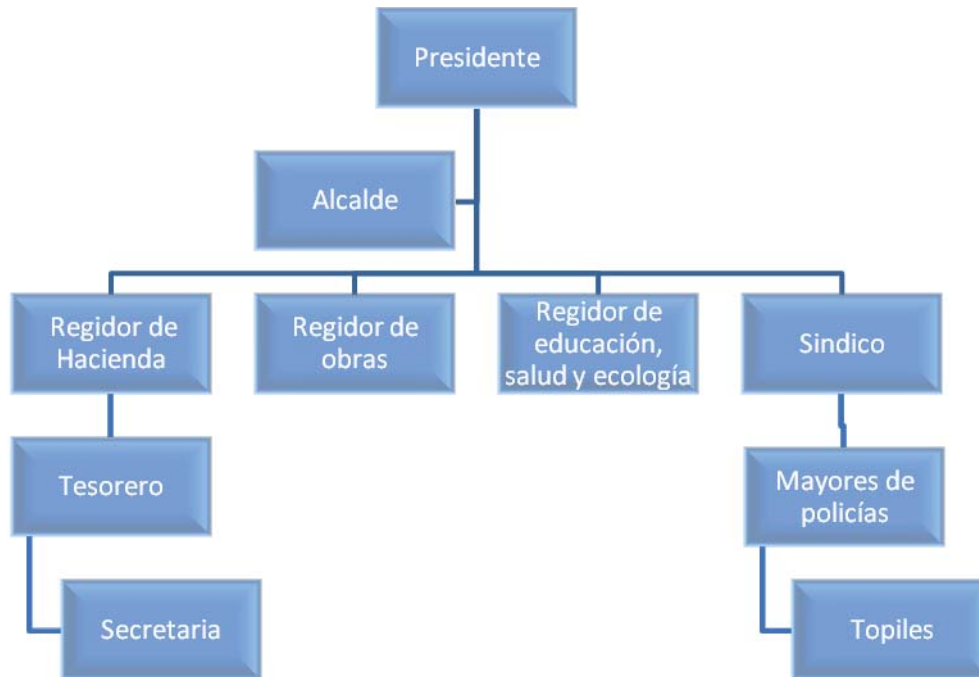 Presidente
Alcalde
Regidor de
Hacienda
Regidor de
obras
Regidor de
educación,
salud y ecología
Sindico
Tesorero
Mayores de
policías
Secretaria
Topiles